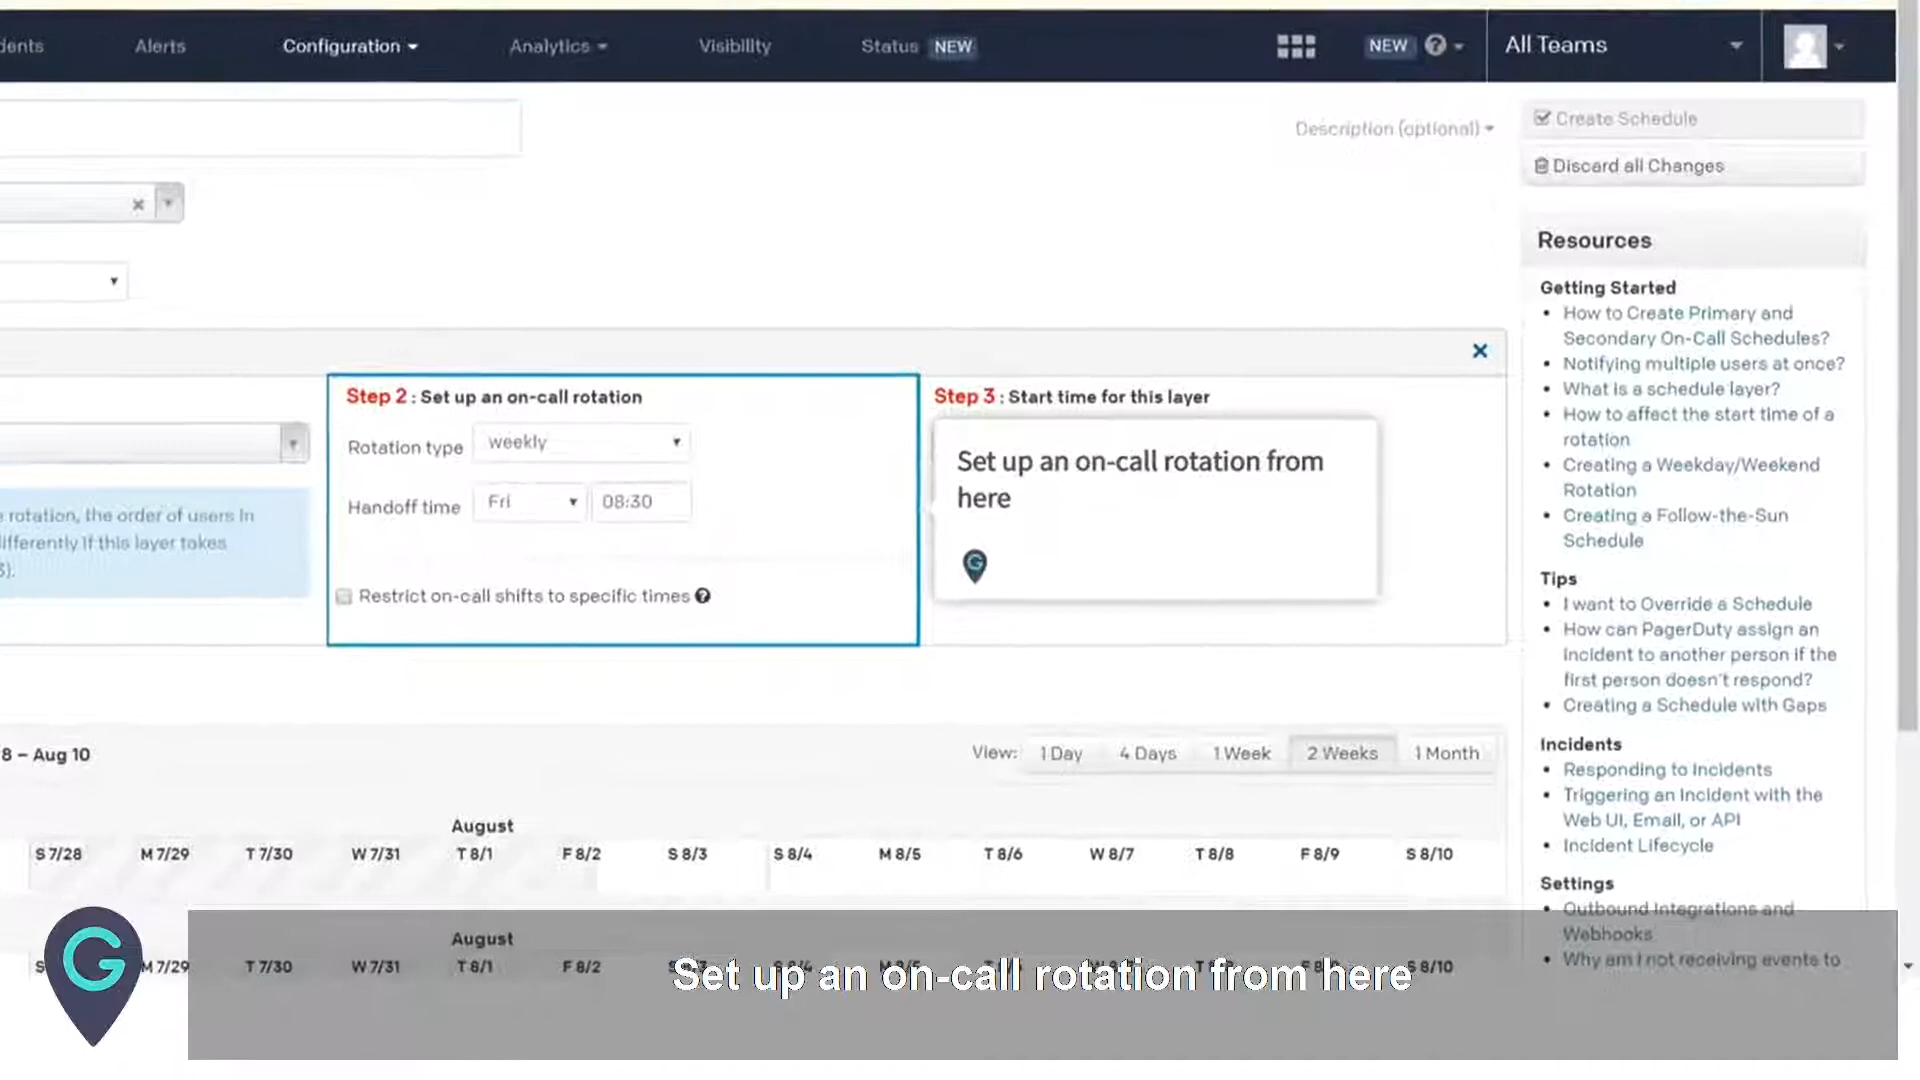 Alerts
Configuration
Analytics
Visibility
Status NEW
NEW
All Teams
Description (optional)
Create Schedule
Discard all Changes
Resources
Getting Started
How to Create Primary and
Secondary On-Call Schedules?
Notifying multiple users at once?
What is a schedule layer?
How to affect the start time of a
rotation
Creating a Weekday/Weekend
Rotation
Creating a Follow-the-Sun
Schedule
Tips
I want to Override a Schedule
How can PagerDuty assign an
incident to another person if the
first person doesn't respond?
Creating a Schedule with Gaps
Incidents
Responding to Incidents
Triggering an Incident with the
Web UI, Email, or API
Incident Lifecycle
Settings
Outbound Integrations and
Webhooks
Why am I not receiving events to
rotation, the order of users in
if this layer takes
Step 2 : Set up an on-call rotation
Rotation type weekly
Handoff time Fri 08:30
Restrict on-call shifts to specific times
Step 3 : Start time for this layer
Set up an on-call rotation from
here
G
8 – Aug 10
View: 1 Day 4 Days 1 Week 2 Weeks 1 Month
August
S 7/28 M 7/29 T 7/30 W 7/31 T 8/1 F 8/2 S 8/3 S 8/4 M 8/5 T 8/6 W 8/7 T 8/8 F 8/9 S 8/10
August
M 7/29 T 7/30 W 7/31 T 8/1 F 8/2 S 8/10
Set up an on-call rotation from here
G